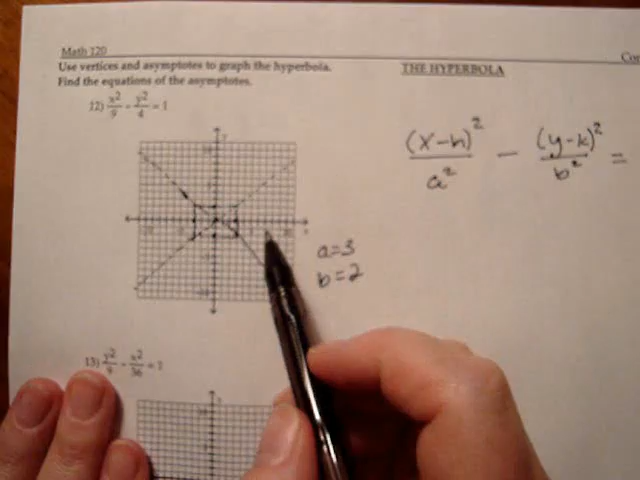 Math 120
Use vertices and asymptotes to graph the hyperbola.
Find the equations of the asymptotes.
THE HYPERBOLA
12) x²/9 - y²/4 = 1
(x-h)²/a² - (y-k)²/b² =
a=3
b=2
13) y²/9 - x²/36 = 1